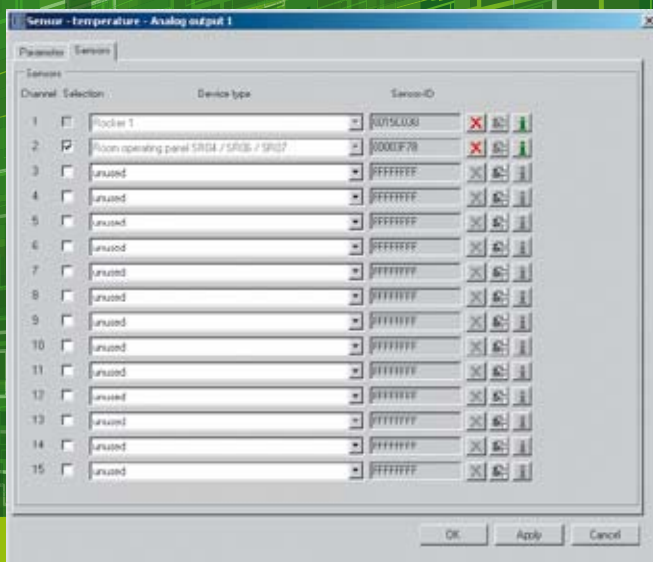 Sensor - temperature - Analog output 1
Parameter Sensors
Sensors
Channel Selection Device type Sensor-ID
1 Rocker 1
2 Room operating panel SR04 / SR06 / SR07 00003F78
3 unused FFFFFFFF
4 unused FFFFFFFF
5 unused FFFFFFFF
6 unused FFFFFFFF
7 unused FFFFFFFF
8 unused FFFFFFFF
9 unused FFFFFFFF
10 unused FFFFFFFF
11 unused FFFFFFFF
12 unused FFFFFFFF
13 unused FFFFFFFF
14 unused FFFFFFFF
15 unused FFFFFFFF
OK Apply Cancel